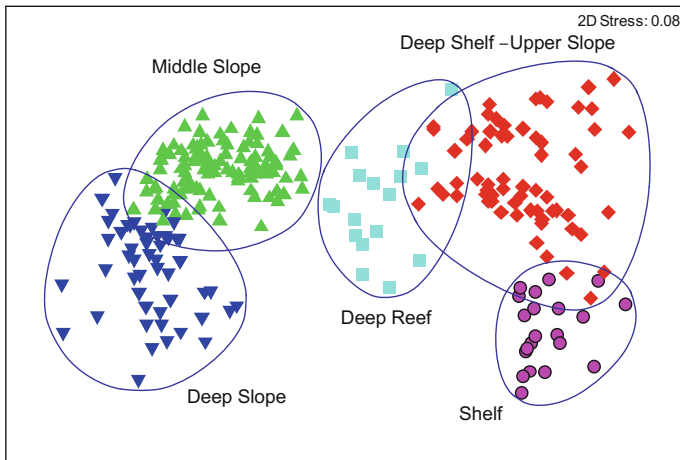 2D Stress: 0.08
Deep Shelf –Upper Slope
Middle Slope
Deep Reef
Deep Slope
Shelf